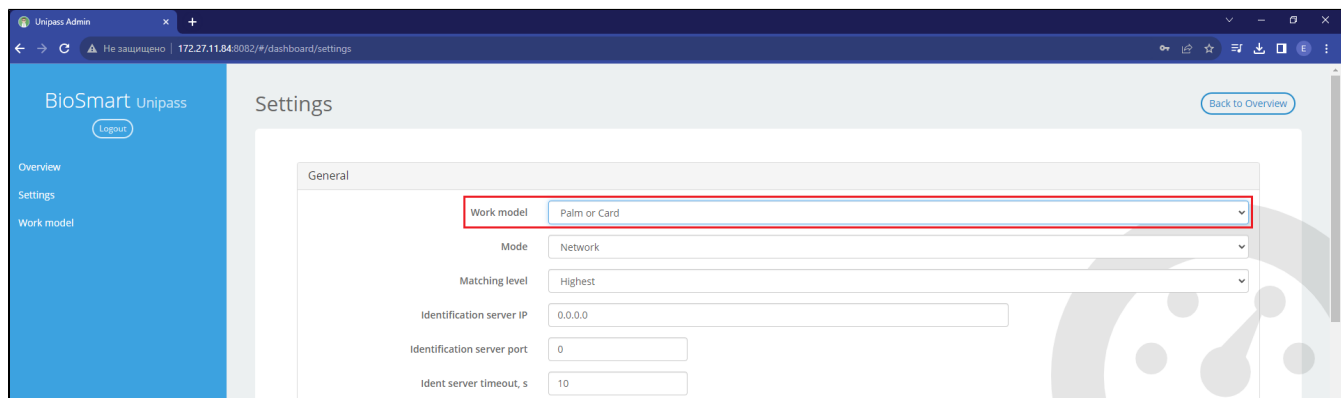 Unipass Admin
Не защищено | 172.27.11.84:8082/#/dashboard/settings
E
BioSmart Unipass
Logout
Overview
Settings
Work model
Settings
Back to Overview
General
Work model Palm or Card
Mode Network
Matching level Highest
Identification server IP 0.0.0.0
Identification server port 0
Ident server timeout, s 10